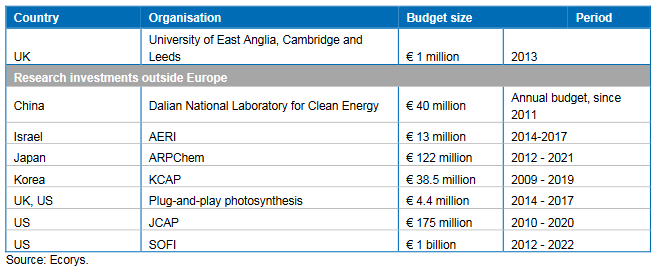 Country Organisation Budget size Period
University of East Anglia, Cambridge and
UK Leeds € 1 million 2013
Research investments outside Europe
China Dalian National Laboratory for Clean Energy € 40 million Annual budget, since
2011
Israel AERI € 13 million 2014-2017
Japan ARPChem € 122 million 2012 - 2021
Korea KCAP € 38.5 million 2009 - 2019
UK, US Plug-and-play photosynthesis € 4.4 million 2014 - 2017
US JCAP € 175 million 2010 - 2020
US SOFI € 1 billion 2012 - 2022
Source: Ecorys.